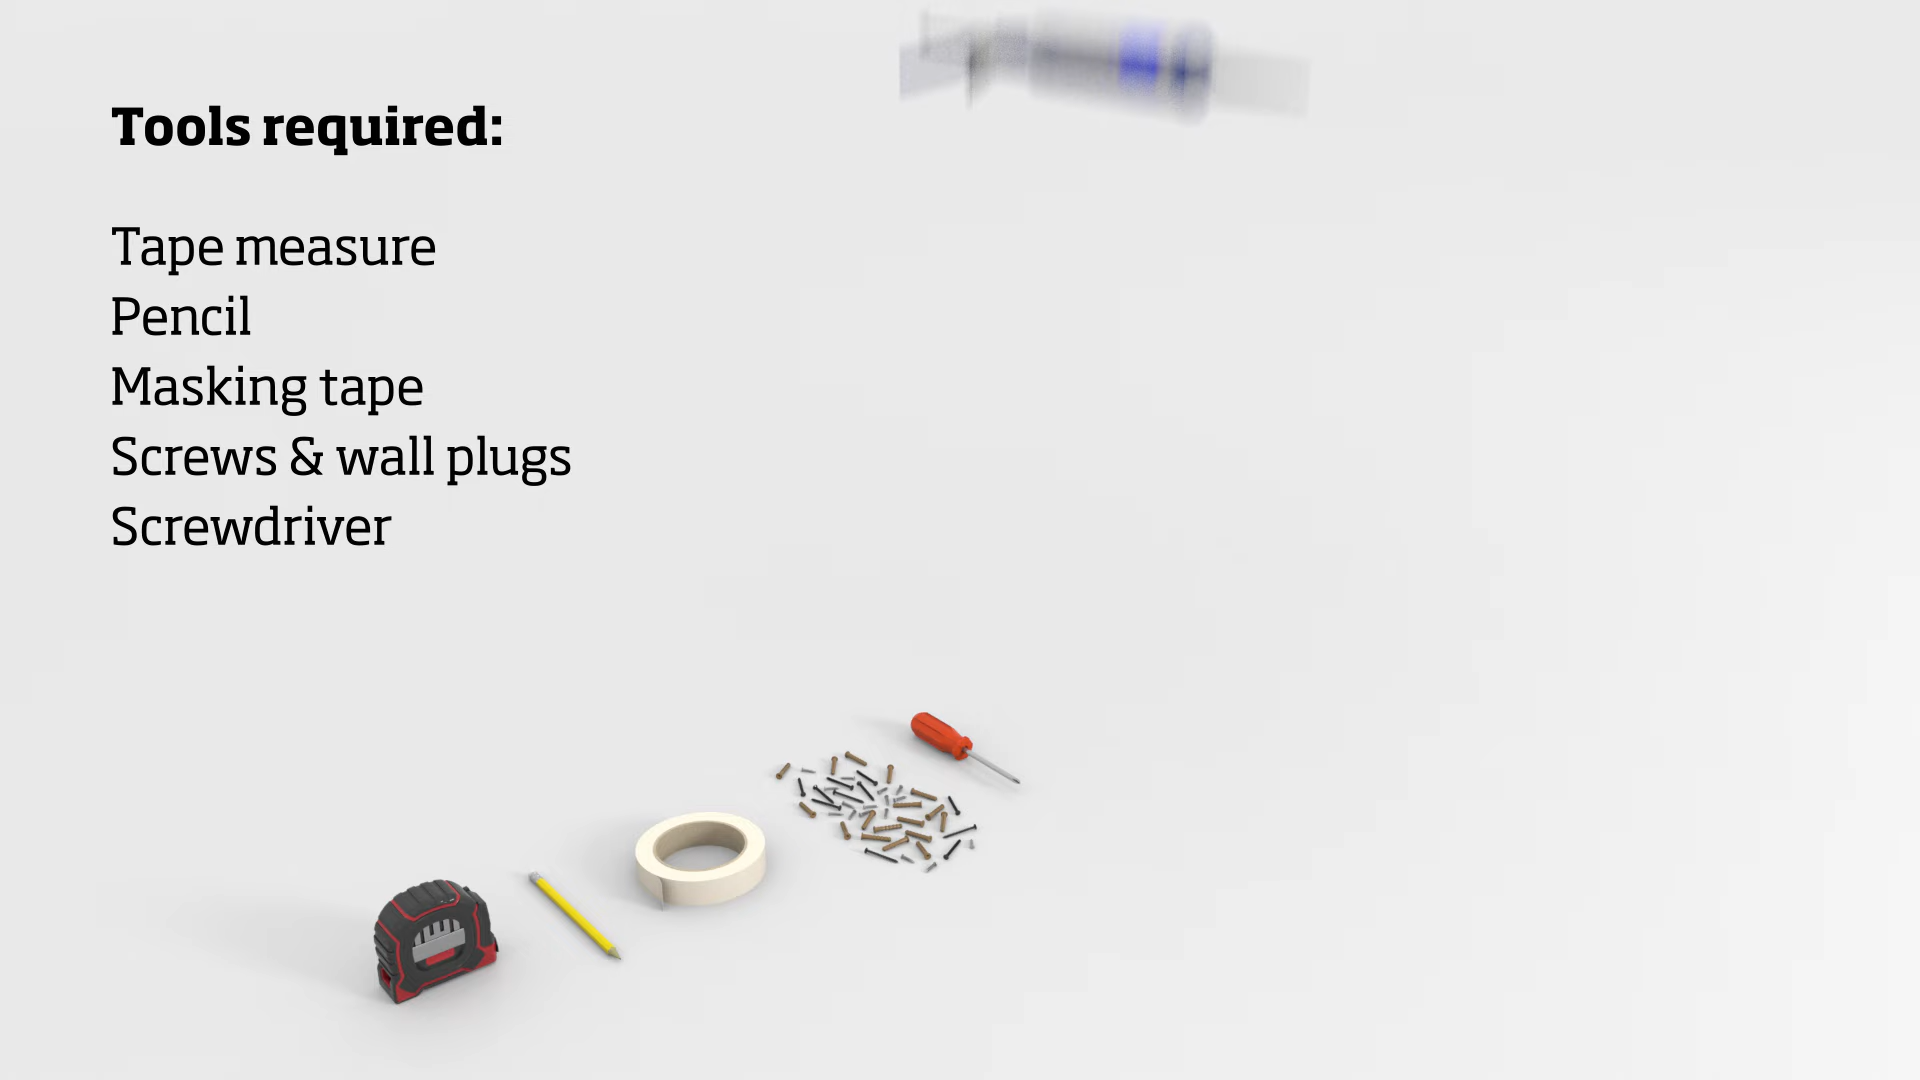 Tools required:
Tape measure
Pencil
Masking tape
Screws & wall plugs
Screwdriver